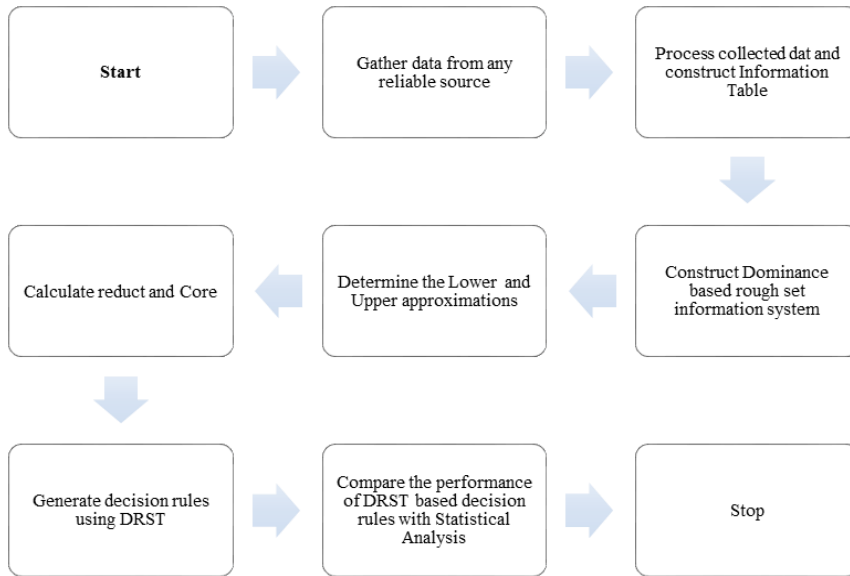 Start
Gather data from any
reliable source
Process collected dat and
construct Information
Table
Construct Dominance
based rough set
information system
Determine the Lower and
Upper approximations
Calculate reduct and Core
Generate decision rules
using DRST
Compare the performance
of DRST based decision
rules with Statistical
Analysis
Stop